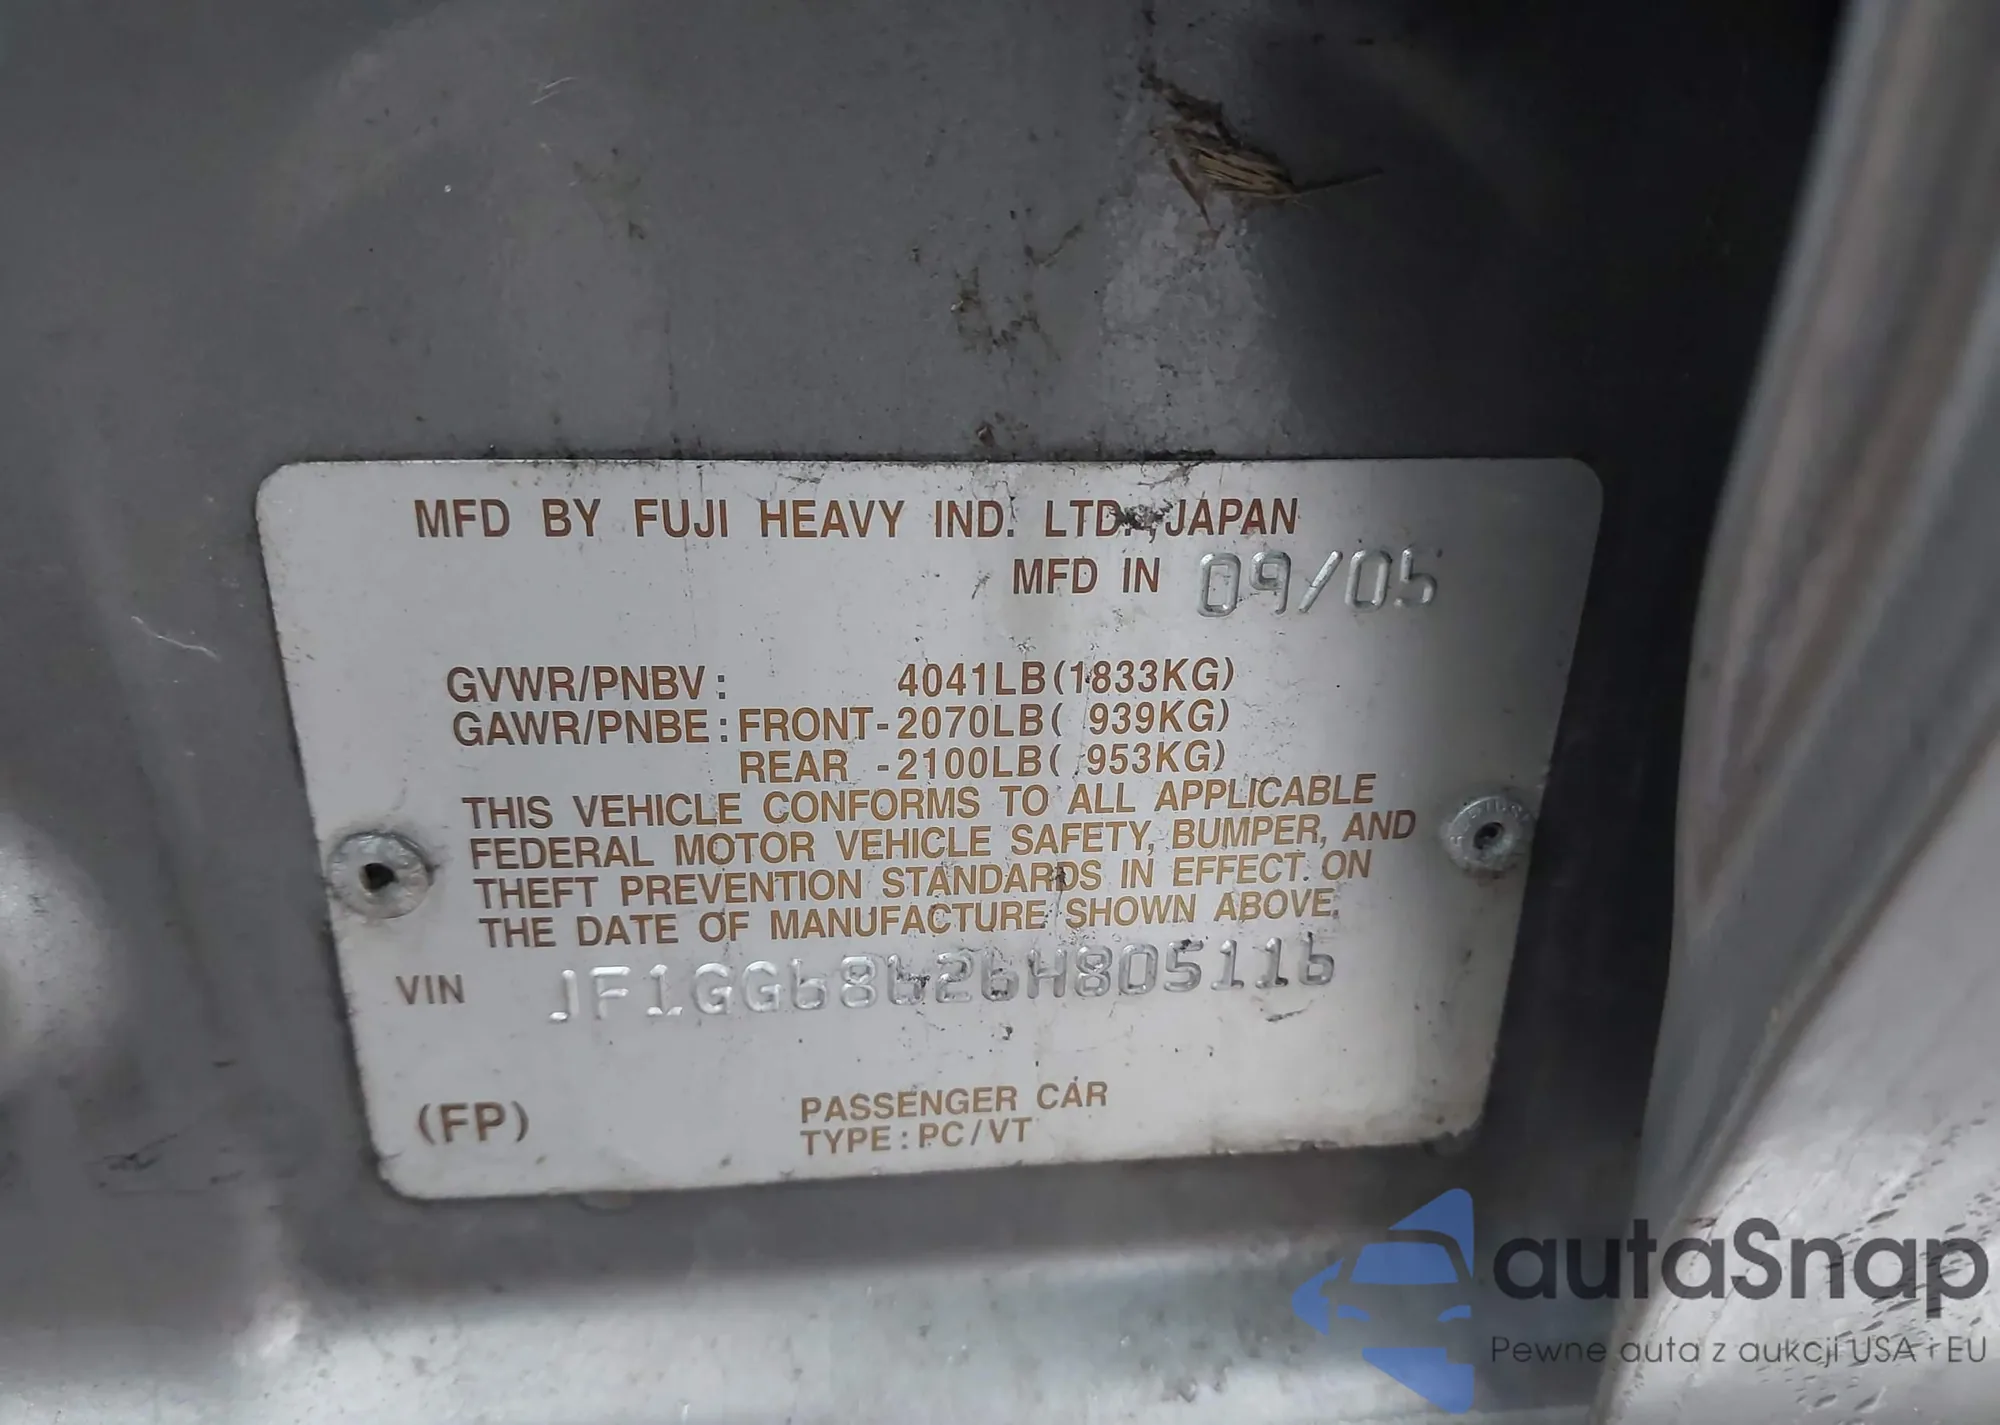 MFD BY FUJI HEAVY IND. LTD., JAPAN
MFD IN 09/05
GVWR/PNBV: 4041LB(1833KG)
GAWR/PNBE:FRONT-2070LB( 939KG)
REAR -2100LB( 953KG)
THIS VEHICLE CONFORMS TO ALL APPLICABLE
FEDERAL MOTOR VEHICLE SAFETY, BUMPER, AND
THEFT PREVENTION STANDARDS IN EFFECT ON
THE DATE OF MANUFACTURE SHOWN ABOVE.
VIN JF1GG68626H805116
(FP)
PASSENGER CAR
TYPE:PC/VT
autaSnap
Pewne auta z aukcji USA i EU